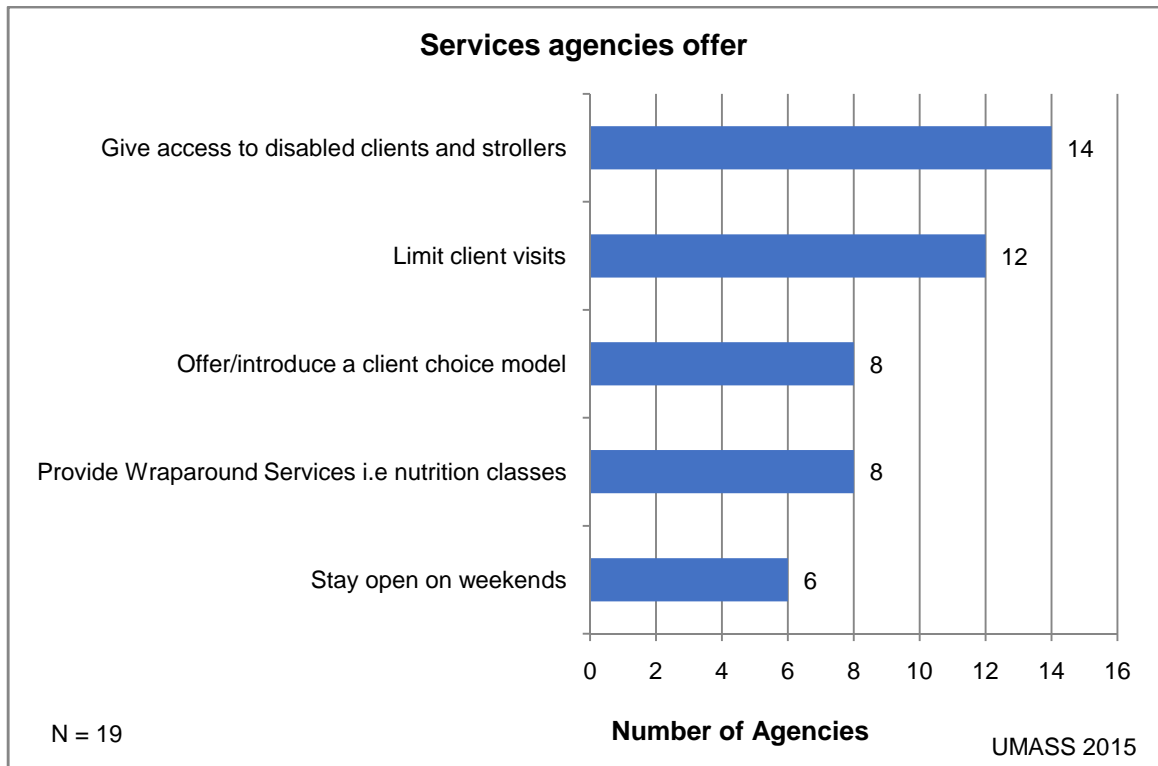 Services agencies offer
Give access to disabled clients and strollers
14
Limit client visits
12
Offer/introduce a client choice model
8
Provide Wraparound Services i.e nutrition classes
8
Stay open on weekends
6
0 2 4 6 8 10 12 14 16
N = 19
Number of Agencies
UMASS 2015